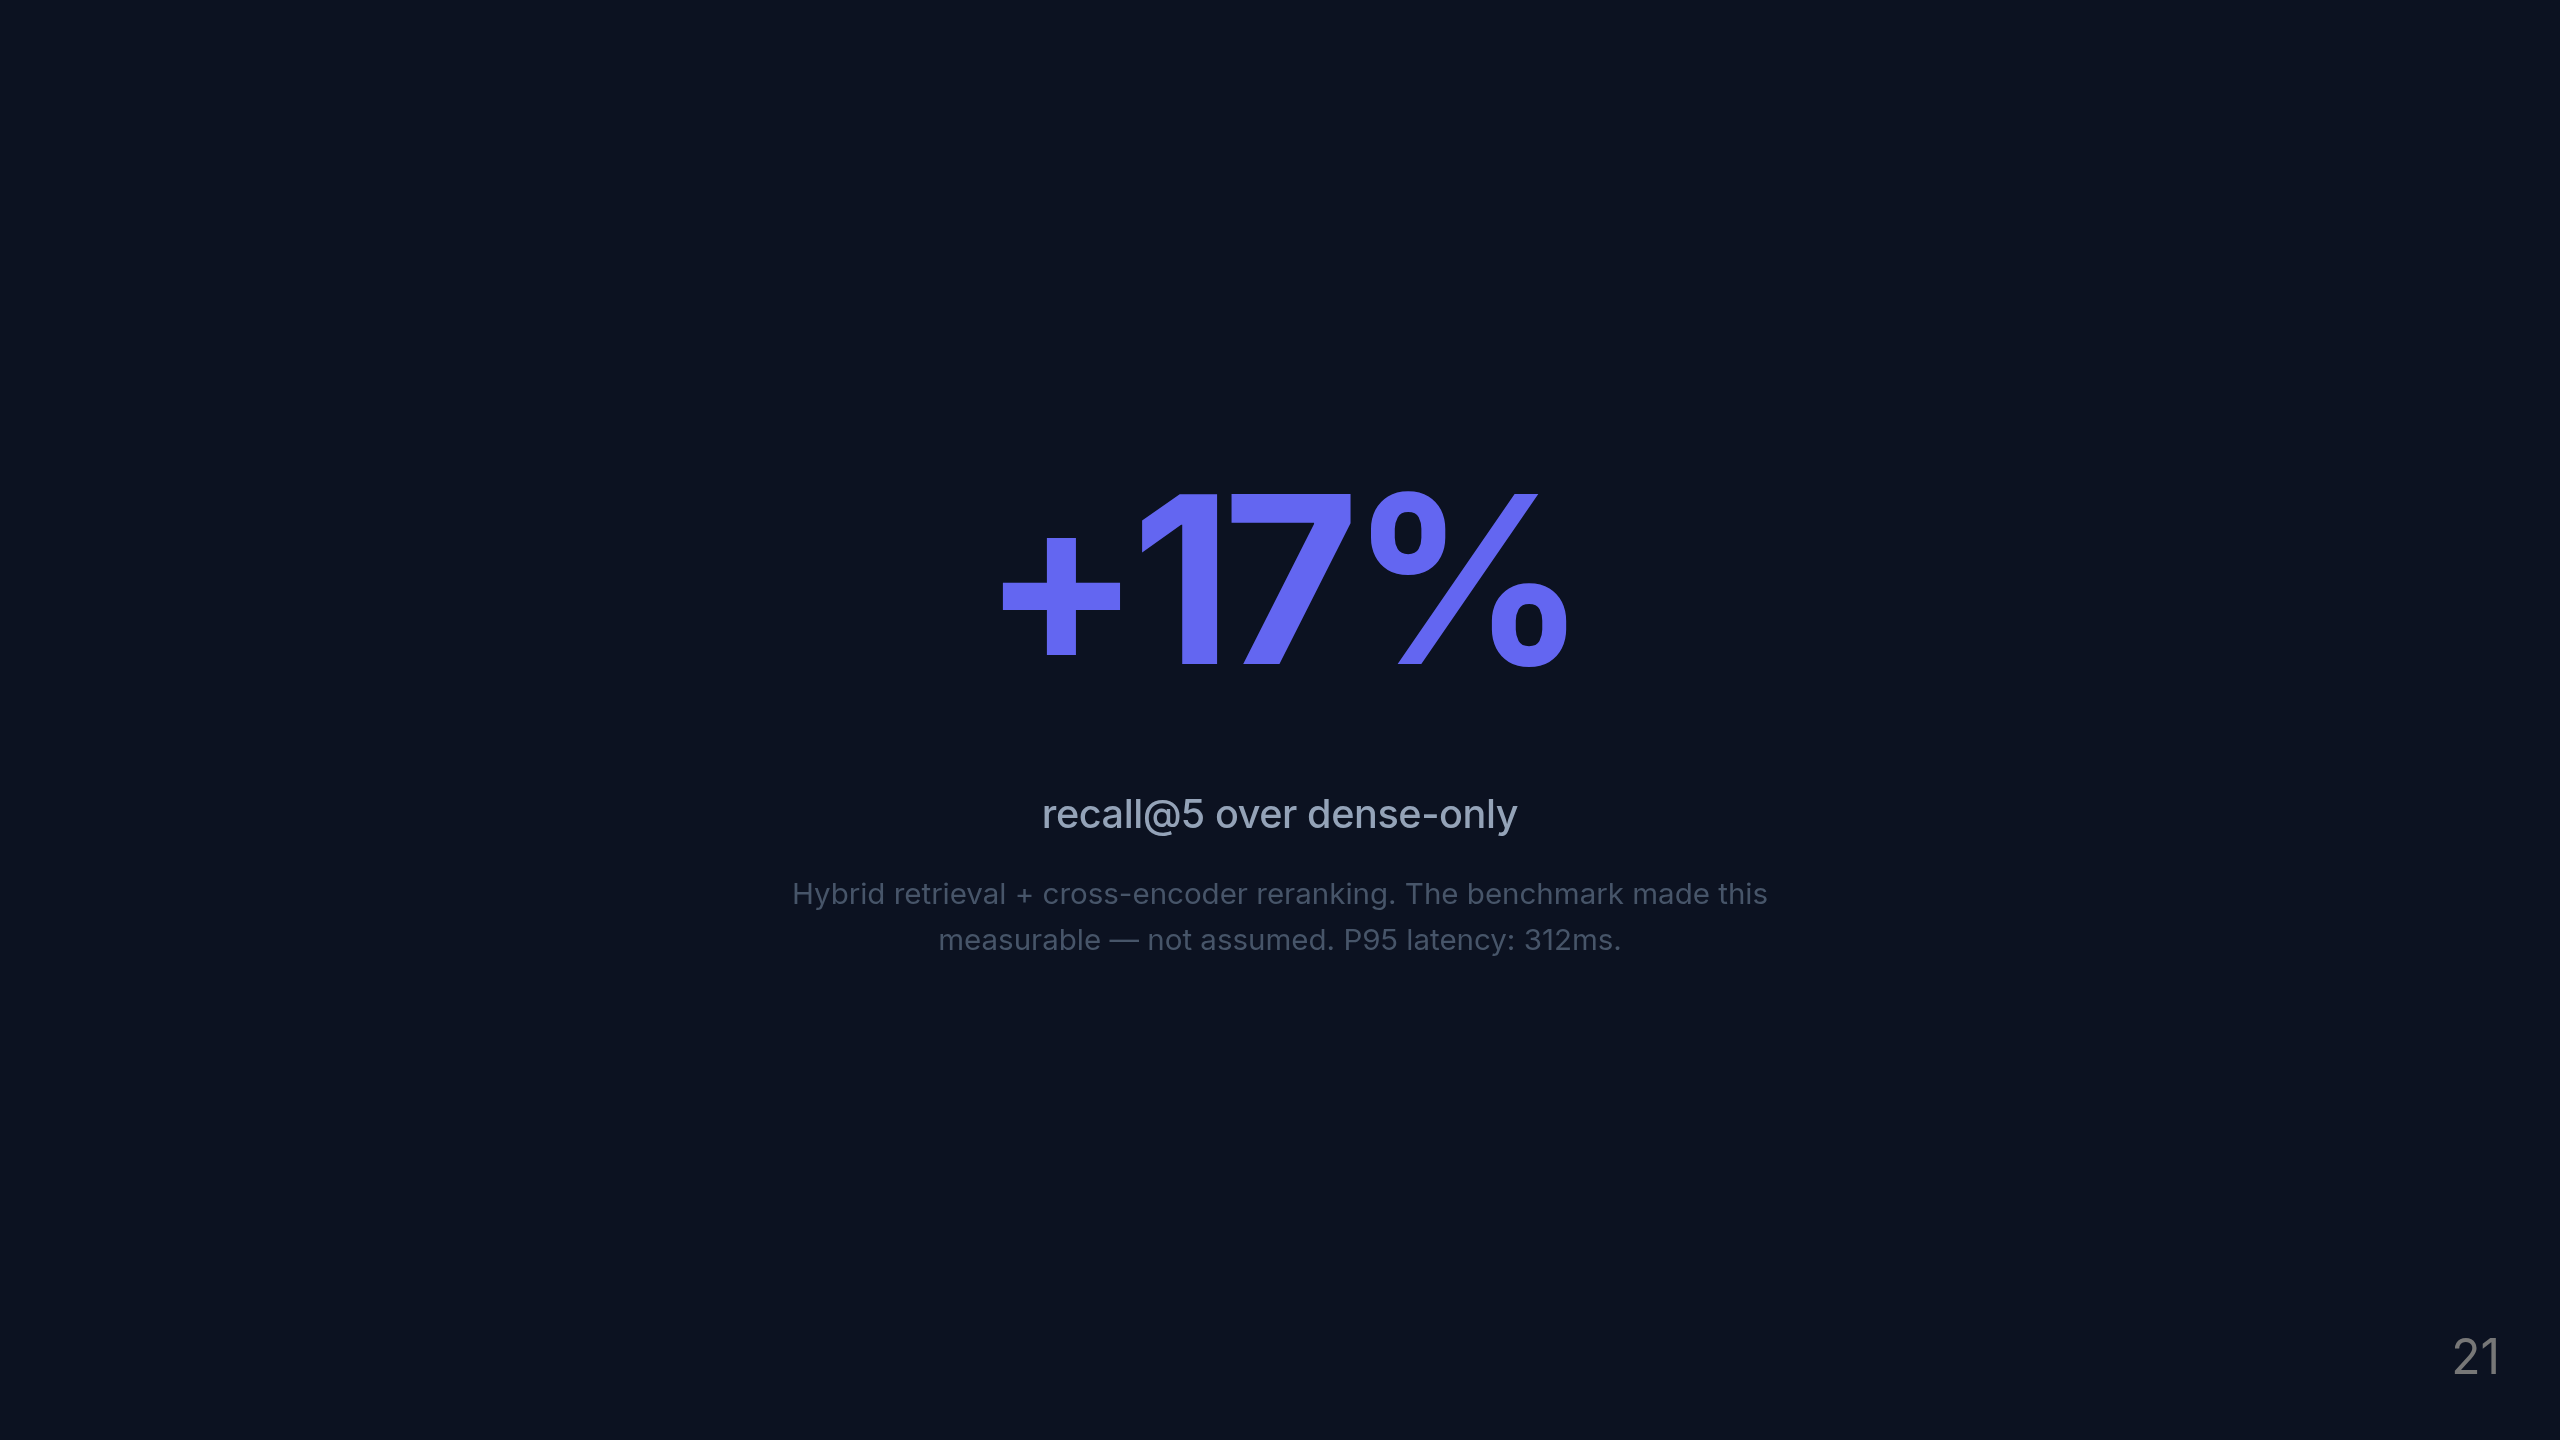 +17%
recall@5 over dense-only
Hybrid retrieval + cross-encoder reranking. The benchmark made this
measurable — not assumed. P95 latency: 312ms.
21